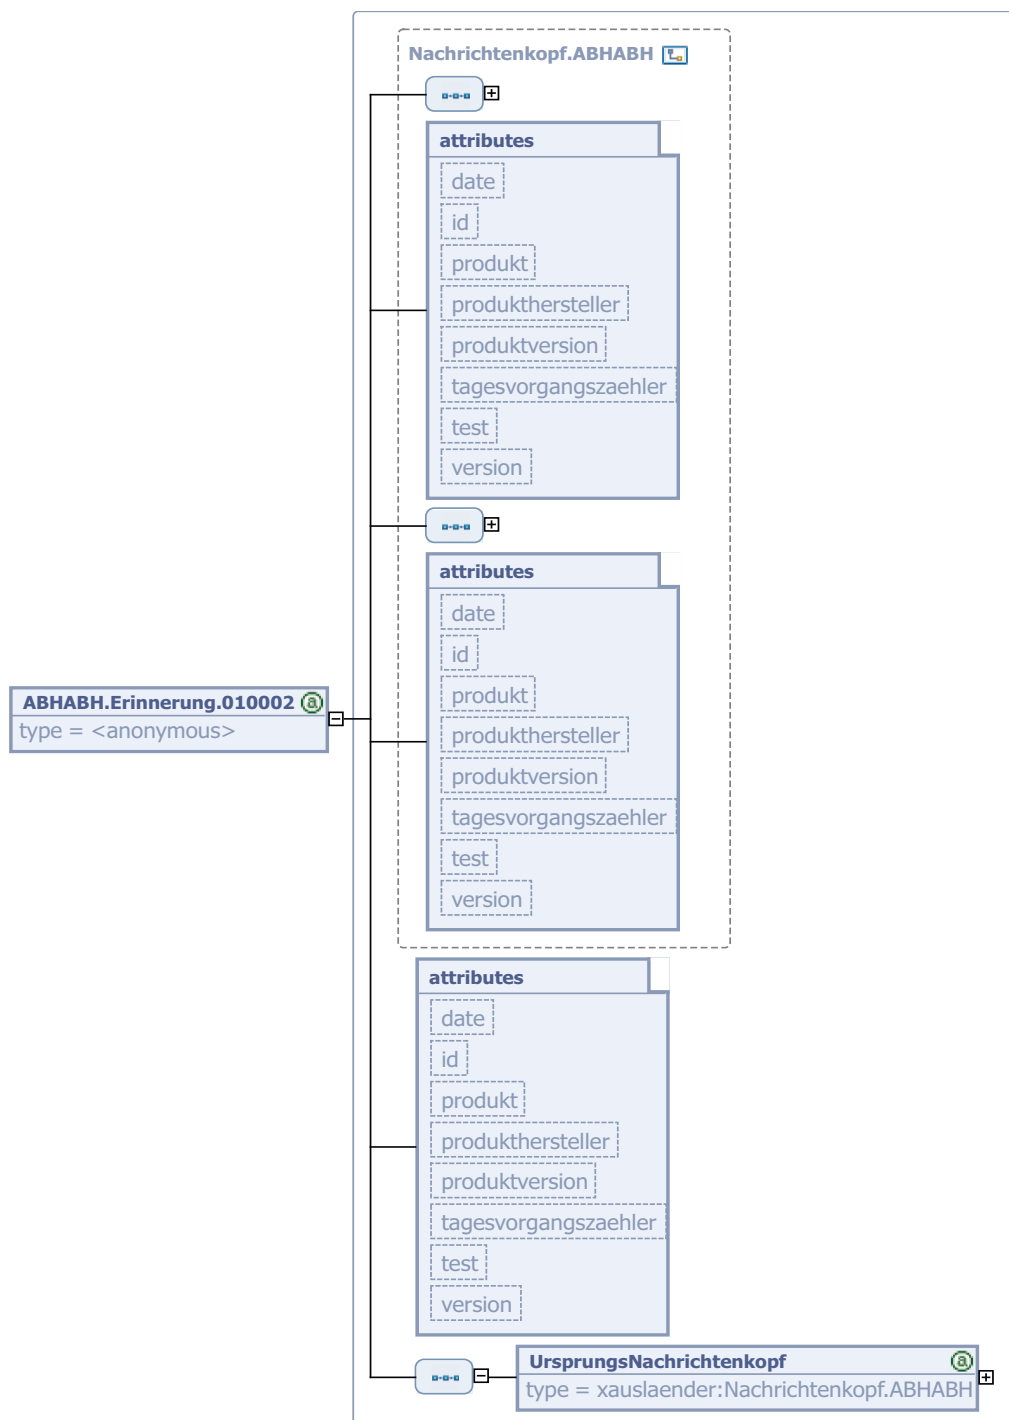 Nachrichtenkopf.ABHABH
attributes
date
id
produkt
produkthersteller
produktversion
tagesvorgangszaehler
test
version
attributes
date
id
produkt
produkthersteller
produktversion
tagesvorgangszaehler
test
version
ABHABH.Erinnerung.010002 a
type = <anonymous>
attributes
date
id
produkt
produkthersteller
produktversion
tagesvorgangszaehler
test
version
UrsprungsNachrichtenkopf a
type = xauslaender:Nachrichtenkopf.ABHABH